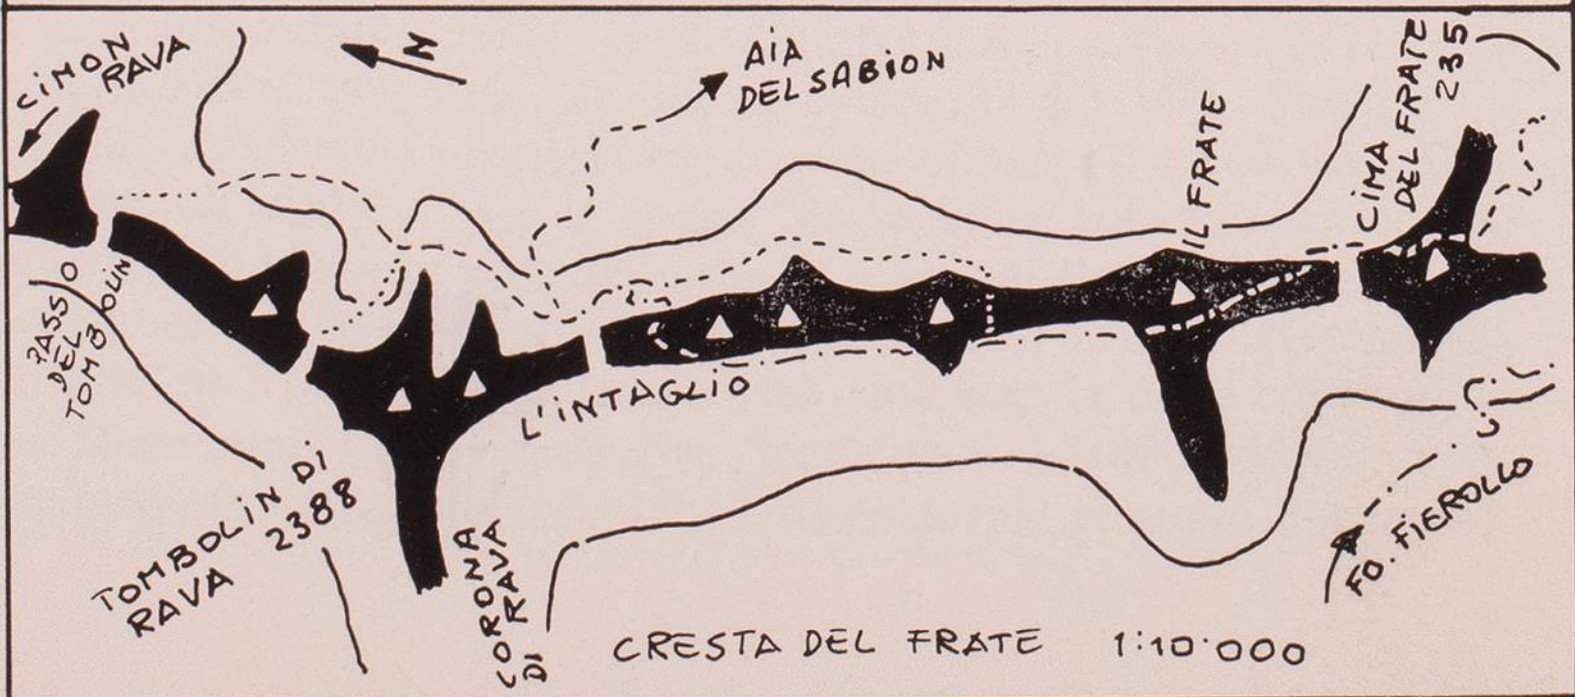 CIMON
RAVA
N
AIA
DEL SABION
IL FRATE
CIMA
DEL FRATE
235
PASSO
DEL
TOMBOLIN
L'INTAGLIO
TOMBOLIN DI
RAVA 2388
CORONA
DI RAVA
FO. FIEROLLO
CRESTA DEL FRATE 1:10.000